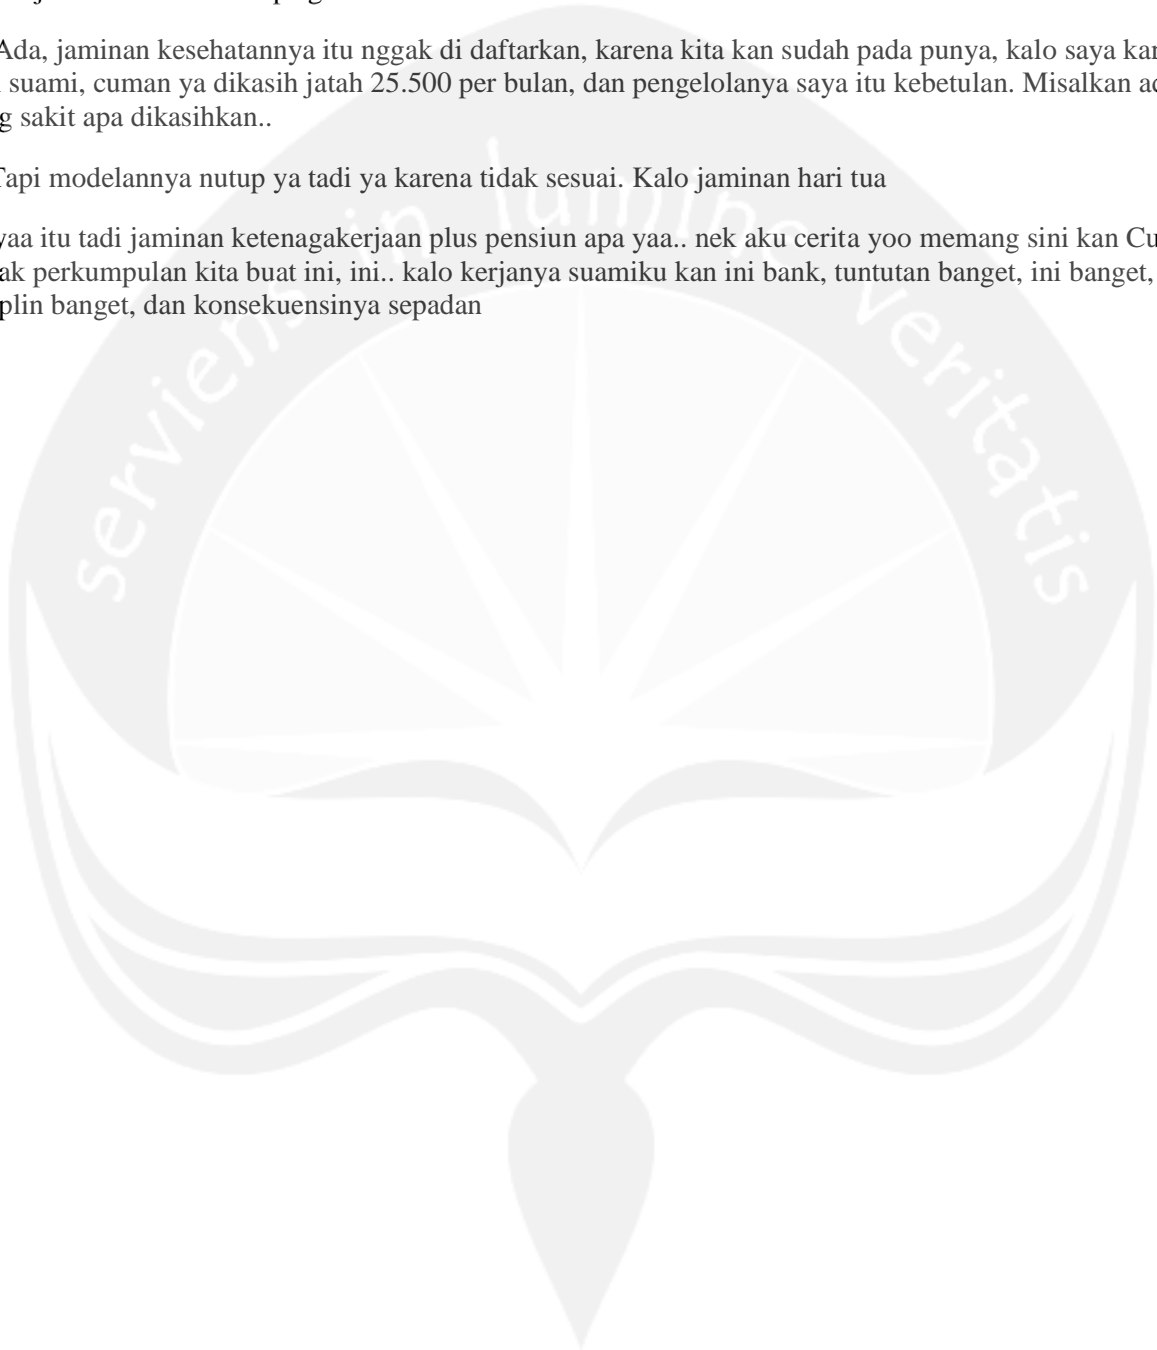 Ada, jaminan kesehatannya itu nggak di daftarkan, karena kita kan sudah pada punya, kalo saya kan
suami, cuman ya dikasih jatah 25.500 per bulan, dan pengelolanya saya itu kebetulan. Misalkan
sakit apa dikasihkan..
Tapi modelannya nutup ya tadi ya karena tidak sesuai. Kalo jaminan hari tua
yaa itu tadi jaminan ketenagakerjaan plus pensiun apa yaa.. nek aku cerita yoo memang sini kan
perkumpulan kita buat ini, ini.. kalo kerjanya suamiku kan ini bank, tuntutan banget, ini banget,
banget, dan konsekuensinya sepadan
serviens in lumine veritatis